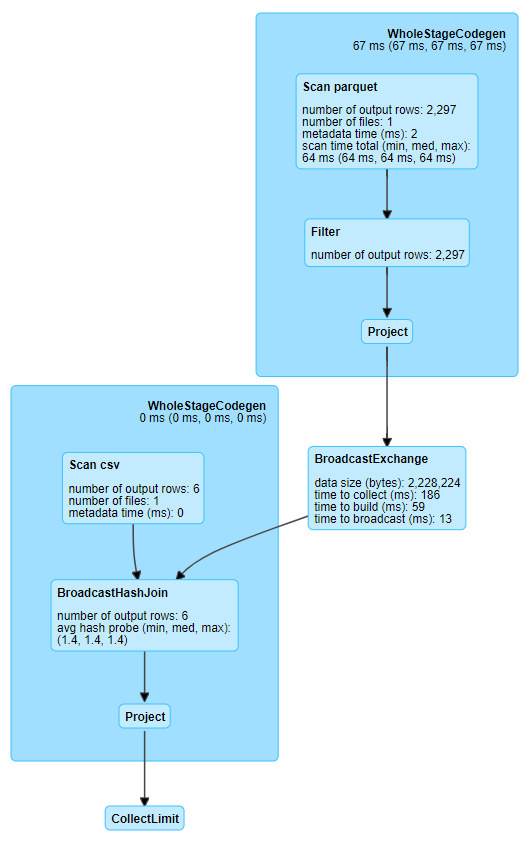 WholeStageCodegen
67 ms (67 ms, 67 ms, 67 ms)
Scan parquet
number of output rows: 2,297
number of files: 1
metadata time (ms): 2
scan time total (min, med, max):
64 ms (64 ms, 64 ms, 64 ms)
Filter
number of output rows: 2,297
Project
WholeStageCodegen
0 ms (0 ms, 0 ms, 0 ms)
Scan csv
number of output rows: 6
number of files: 1
metadata time (ms): 0
BroadcastExchange
data size (bytes): 2,228,224
time to collect (ms): 186
time to build (ms): 59
time to broadcast (ms): 13
BroadcastHashJoin
number of output rows: 6
avg hash probe (min, med, max):
(1.4, 1.4, 1.4)
Project
CollectLimit